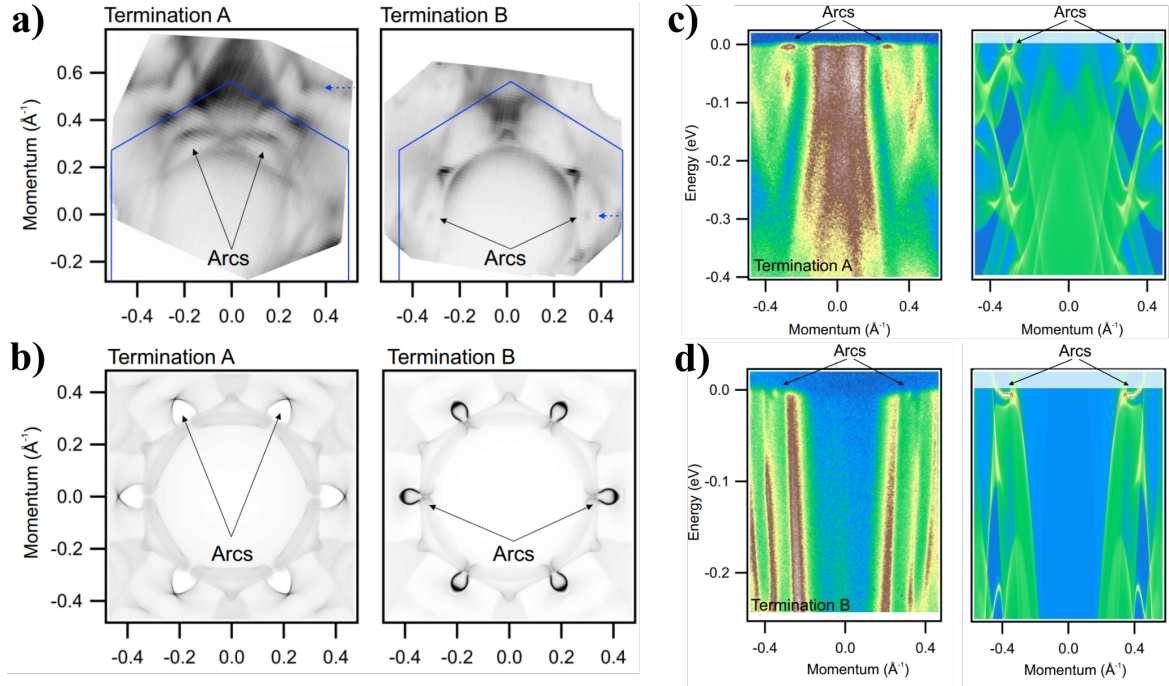 a)
Termination A
Termination B
Momentum (Å⁻¹)
0.6
0.4
0.2
0.0
-0.2
Arcs
Arcs
-0.4 -0.2 0.0 0.2 0.4
-0.4 -0.2 0.0 0.2 0.4
b)
Termination A
Termination B
Momentum (Å⁻¹)
0.4
0.2
0.0
-0.2
-0.4
Arcs
Arcs
-0.4 -0.2 0.0 0.2 0.4
-0.4 -0.2 0.0 0.2 0.4
c)
Arcs
Arcs
Energy (eV)
0.0
-0.1
-0.2
-0.3
-0.4
Termination A
-0.4 0.0 0.4
-0.4 0.0 0.4
Momentum (Å⁻¹)
Momentum (Å⁻¹)
d)
Arcs
Arcs
Energy (eV)
0.0
-0.1
-0.2
Termination B
-0.4 0.0 0.4
-0.4 0.0 0.4
Momentum (Å⁻¹)
Momentum (Å⁻¹)